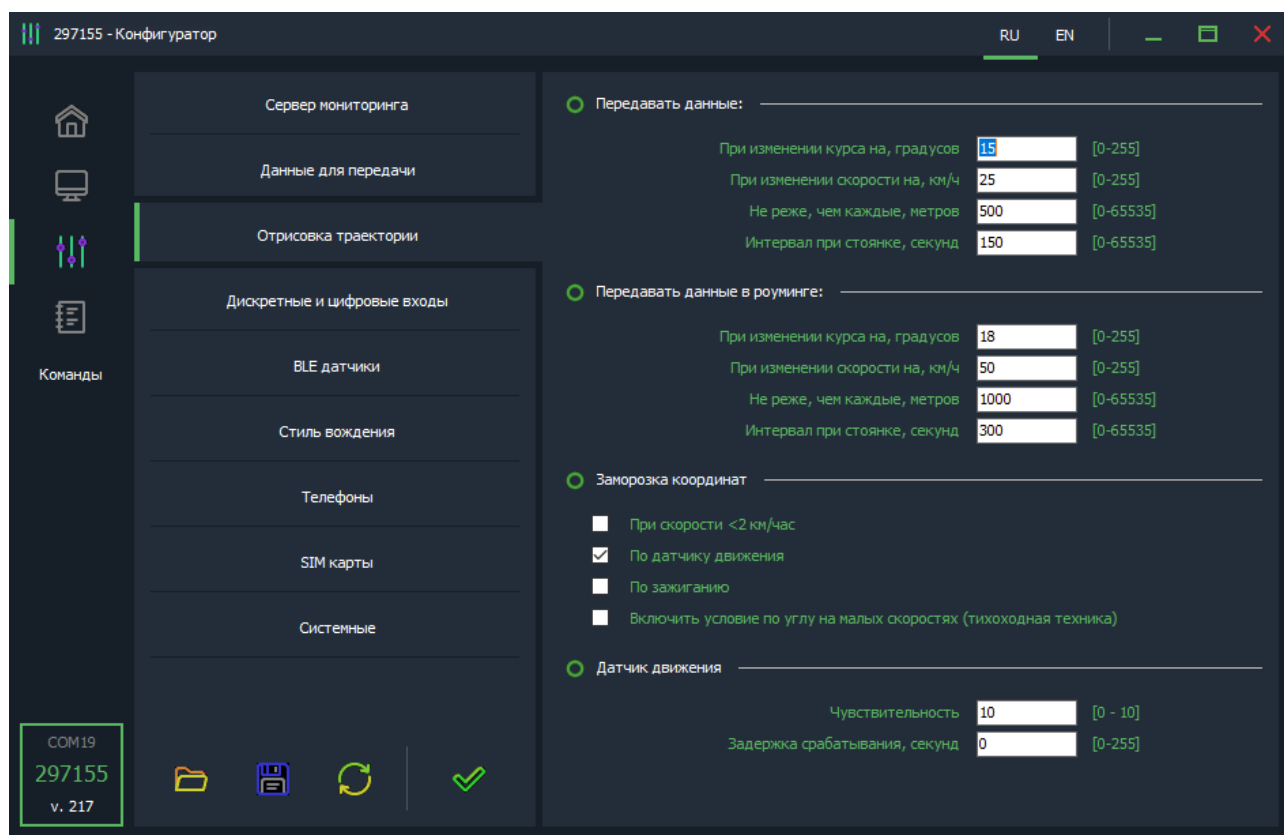 297155 - Конфигуратор
RU
EN
Команды
COM19
297155
v. 217
Сервер мониторинга
Данные для передачи
Отрисовка траектории
Дискретные и цифровые входы
BLE датчики
Стиль вождения
Телефоны
SIM карты
Системные
Передавать данные:
При изменении курса на, градусов 15 [0-255]
При изменении скорости на, км/ч 25 [0-255]
Не реже, чем каждые, метров 500 [0-65535]
Интервал при стоянке, секунд 150 [0-65535]
Передавать данные в роуминге:
При изменении курса на, градусов 18 [0-255]
При изменении скорости на, км/ч 50 [0-255]
Не реже, чем каждые, метров 1000 [0-65535]
Интервал при стоянке, секунд 300 [0-65535]
Заморозка координат
При скорости <2 км/час
По датчику движения
По зажиганию
Включить условие по углу на малых скоростях (тихоходная техника)
Датчик движения
Чувствительность 10 [0 - 10]
Задержка срабатывания, секунд 0 [0-255]